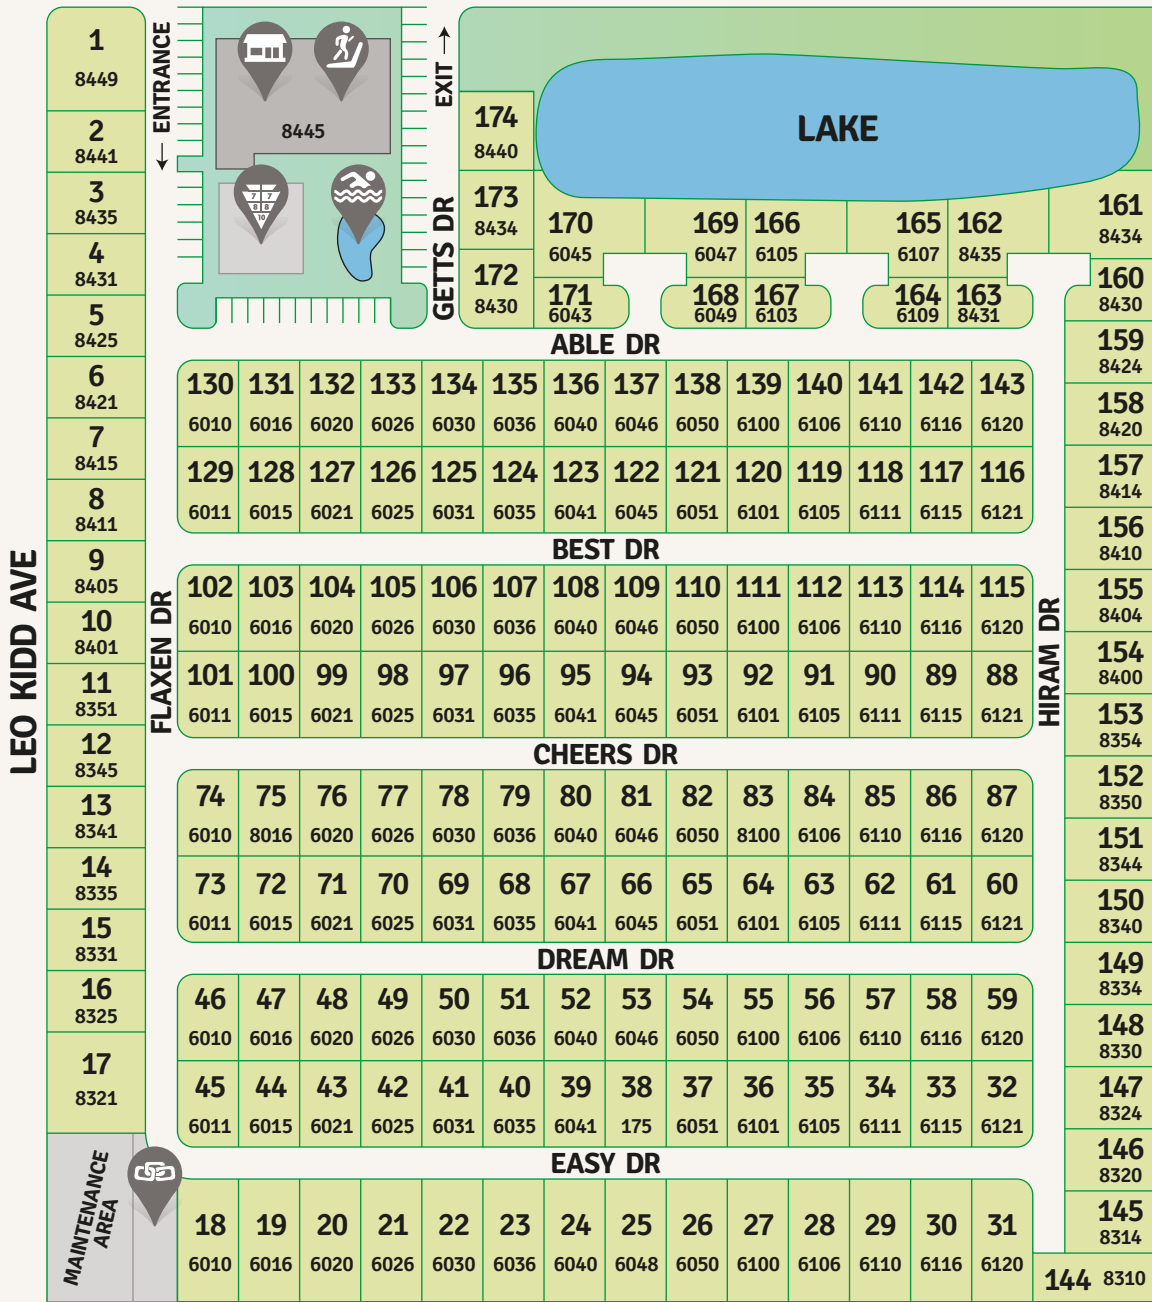 1
8449
2
8441
3
8435
4
8431
5
8425
6
8421
7
8415
8
8411
9
8405
10
8401
11
8351
12
8345
13
8341
14
8335
15
8331
16
8325
17
8321
MAINTENANCE
AREA
LEO KIDD AVE
ENTRANCE
FLAXEN DR
8445
7 7
8 8
10
EXIT
GETTS DR
LAKE
174
8440
173
8434
172
8430
170
6045
169 166
6047 6105
165 162
6107 8435
161
8434
171
6043
168 167
6049 6103
164 163
6109 8431
160
8430
ABLE DR
130 131 132 133 134 135 136 137 138 139 140 141 142 143
6010 6016 6020 6026 6030 6036 6040 6046 6050 6100 6106 6110 6116 6120
129 128 127 126 125 124 123 122 121 120 119 118 117 116
6011 6015 6021 6025 6031 6035 6041 6045 6051 6101 6105 6111 6115 6121
BEST DR
102 103 104 105 106 107 108 109 110 111 112 113 114 115
6010 6016 6020 6026 6030 6036 6040 6046 6050 6100 6106 6110 6116 6120
101 100 99 98 97 96 95 94 93 92 91 90 89 88
6011 6015 6021 6025 6031 6035 6041 6045 6051 6101 6105 6111 6115 6121
CHEERS DR
74 75 76 77 78 79 80 81 82 83 84 85 86 87
6010 8016 6020 6026 6030 6036 6040 6046 6050 8100 6106 6110 6116 6120
73 72 71 70 69 68 67 66 65 64 63 62 61 60
6011 6015 6021 6025 6031 6035 6041 6045 6051 6101 6105 6111 6115 6121
DREAM DR
46 47 48 49 50 51 52 53 54 55 56 57 58 59
6010 6016 6020 6026 6030 6036 6040 6046 6050 6100 6106 6110 6116 6120
45 44 43 42 41 40 39 38 37 36 35 34 33 32
6011 6015 6021 6025 6031 6035 6041 175 6051 6101 6105 6111 6115 6121
EASY DR
18 19 20 21 22 23 24 25 26 27 28 29 30 31
6010 6016 6020 6026 6030 6036 6040 6048 6050 6100 6106 6110 6116 6120
HIRAM DR
159
8424
158
8420
157
8414
156
8410
155
8404
154
8400
153
8354
152
8350
151
8344
150
8340
149
8334
148
8330
147
8324
146
8320
145
8314
144 8310